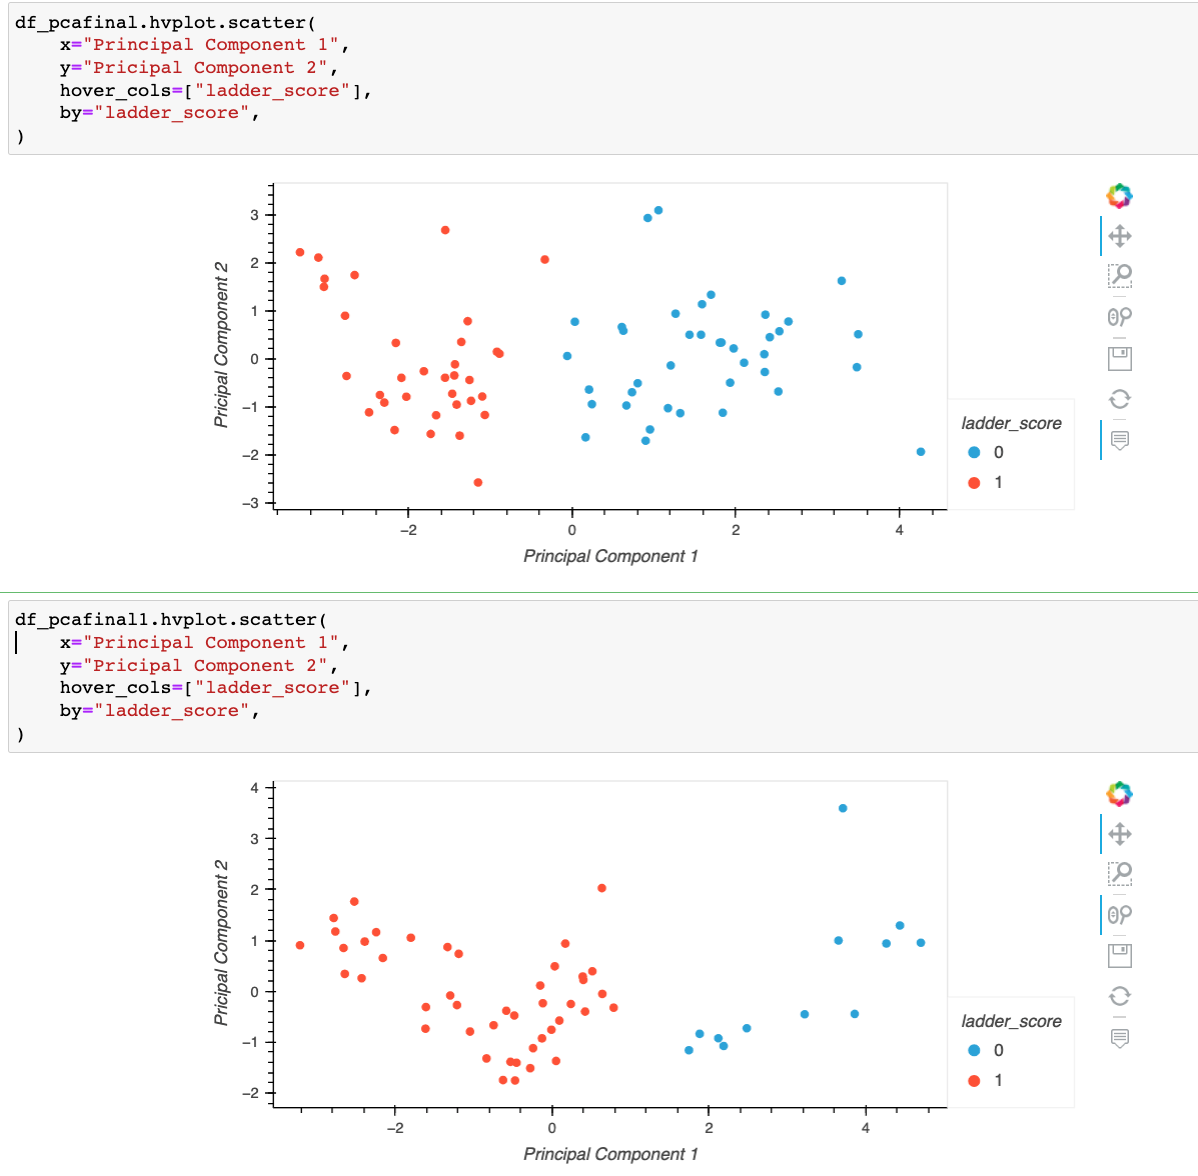 df_pcafinal.hvplot.scatter(
    x="Principal Component 1",
    y="Pricipal Component 2",
    hover_cols=["ladder_score"],
    by="ladder_score",
)
3
2
1
0
−1
−2
−3
Pricipal Component 2
−2 0 2 4
Principal Component 1
ladder_score
0
1
df_pcafinal1.hvplot.scatter(
    x="Principal Component 1",
    y="Pricipal Component 2",
    hover_cols=["ladder_score"],
    by="ladder_score",
)
4
3
2
1
0
−1
−2
Pricipal Component 2
−2 0 2 4
Principal Component 1
ladder_score
0
1